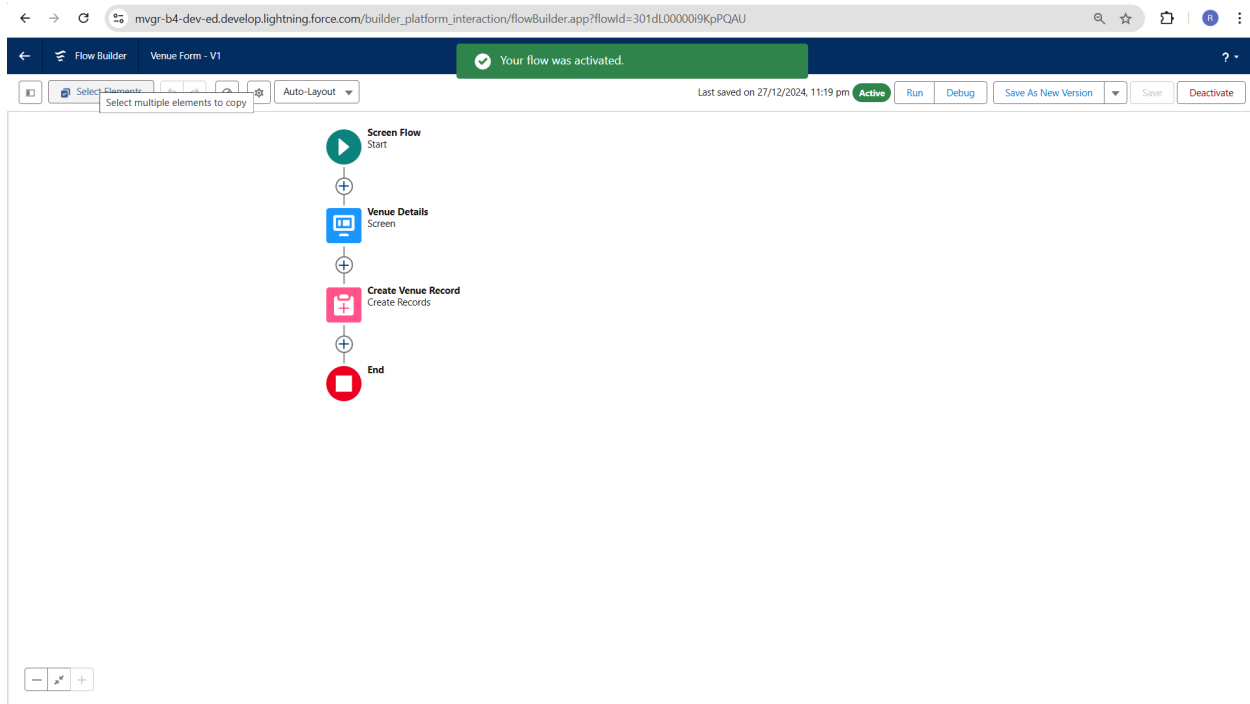 mvgr-b4-dev-ed.develop.lightning.force.com/builder_platform_interaction/flowBuilder.app?flowId=301dL00000i9KpPQAU
R
Flow Builder
Venue Form - V1
Your flow was activated.
?
Select Elements
Auto-Layout
Last saved on 27/12/2024, 11:19 pm
Active
Run
Debug
Save As New Version
Save
Deactivate
Select multiple elements to copy
Screen Flow
Start
Venue Details
Screen
Create Venue Record
Create Records
End